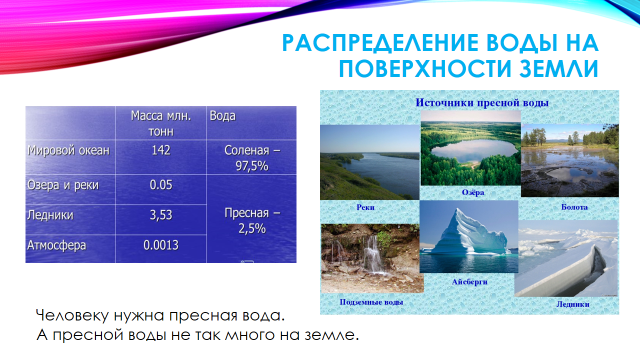 РАСПРЕДЕЛЕНИЕ ВОДЫ НА
ПОВЕРХНОСТИ ЗЕМЛИ
Масса млн.
тонн
Вода
Мировой океан
142
Соленая –
97,5%
Озера и реки
0.05
Ледники
3,53
Пресная –
2,5%
Атмосфера
0.0013
Источники пресной воды
Реки
Озёра
Болота
Подземные воды
Айсберги
Ледники
Человеку нужна пресная вода.
А пресной воды не так много на земле.